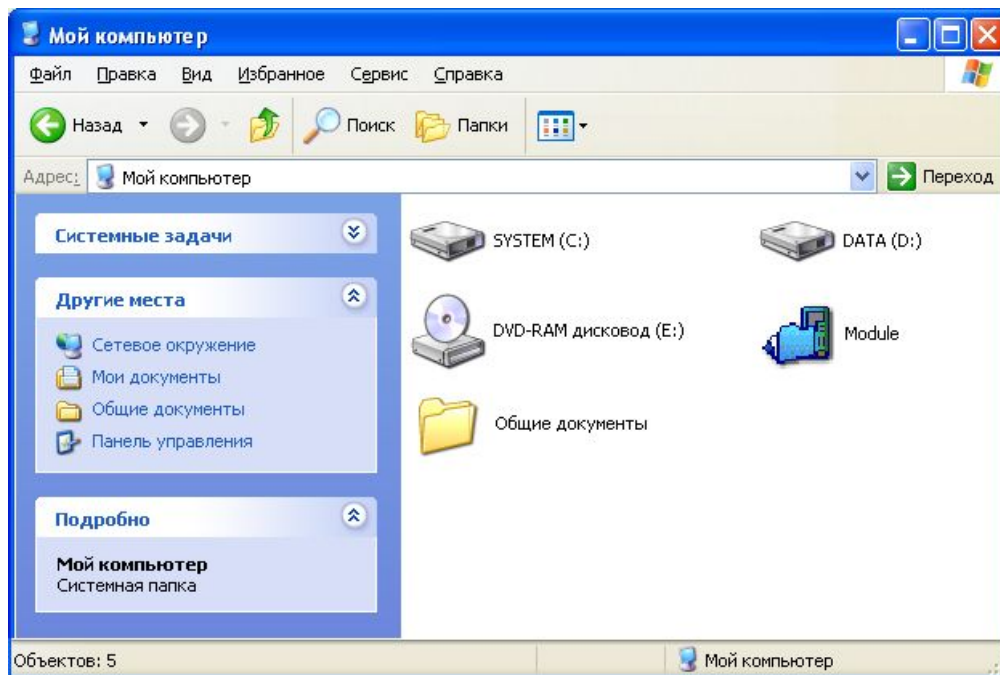 Мой компьютер
Файл Правка Вид Избранное Сервис Справка
Назад Поиск Папки
Адрес: Мой компьютер Переход
Системные задачи
Другие места
Сетевое окружение
Мои документы
Общие документы
Панель управления
Подробно
Мой компьютер
Системная папка
SYSTEM (C:) DATA (D:)
DVD-RAM дисковод (E:) Module
Общие документы
Объектов: 5 Мой компьютер